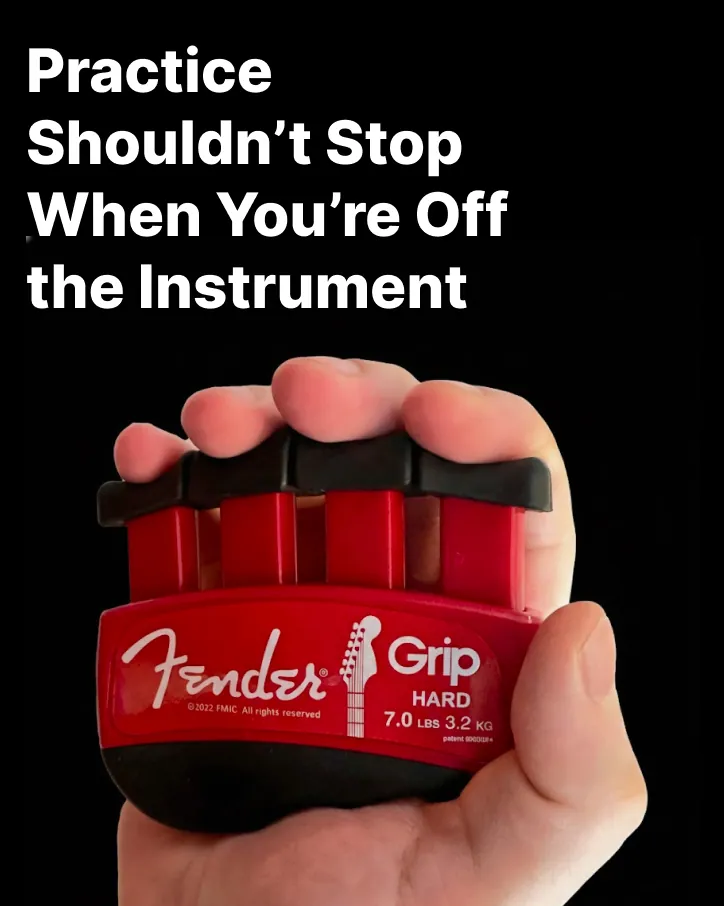 Practice
Shouldn’t Stop
When You’re Off
the Instrument
Fender®
©2022 FMIC All rights reserved
Grip
HARD
7.0 LBS 3.2 KG
patent